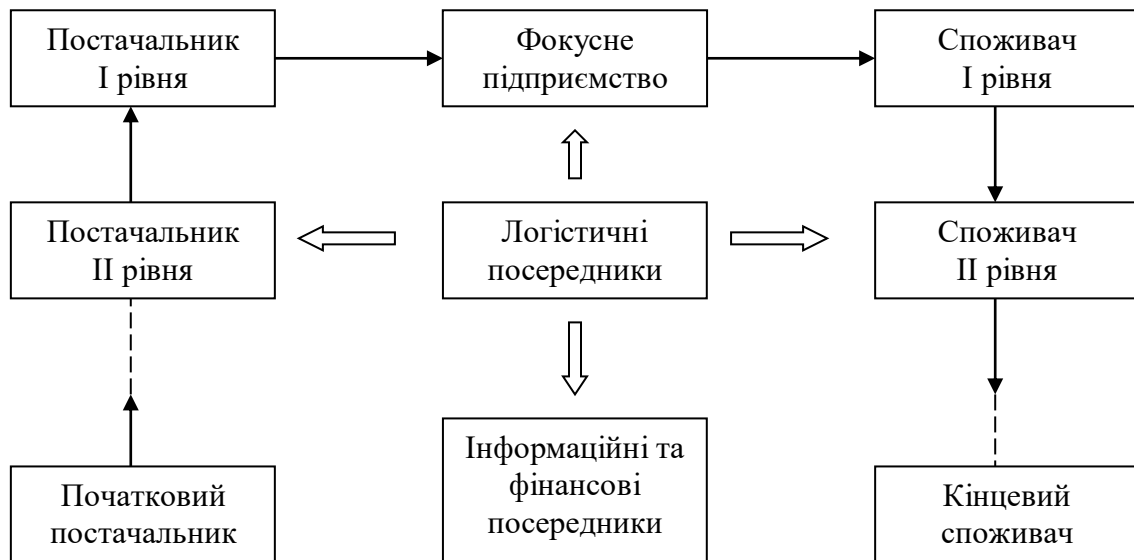 Постачальник
І рівня
Фокусне
підприємство
Споживач
І рівня
Постачальник
ІІ рівня
Логістичні
посередники
Споживач
ІІ рівня
Початковий
постачальник
Інформаційні та
фінансові
посередники
Кінцевий
споживач